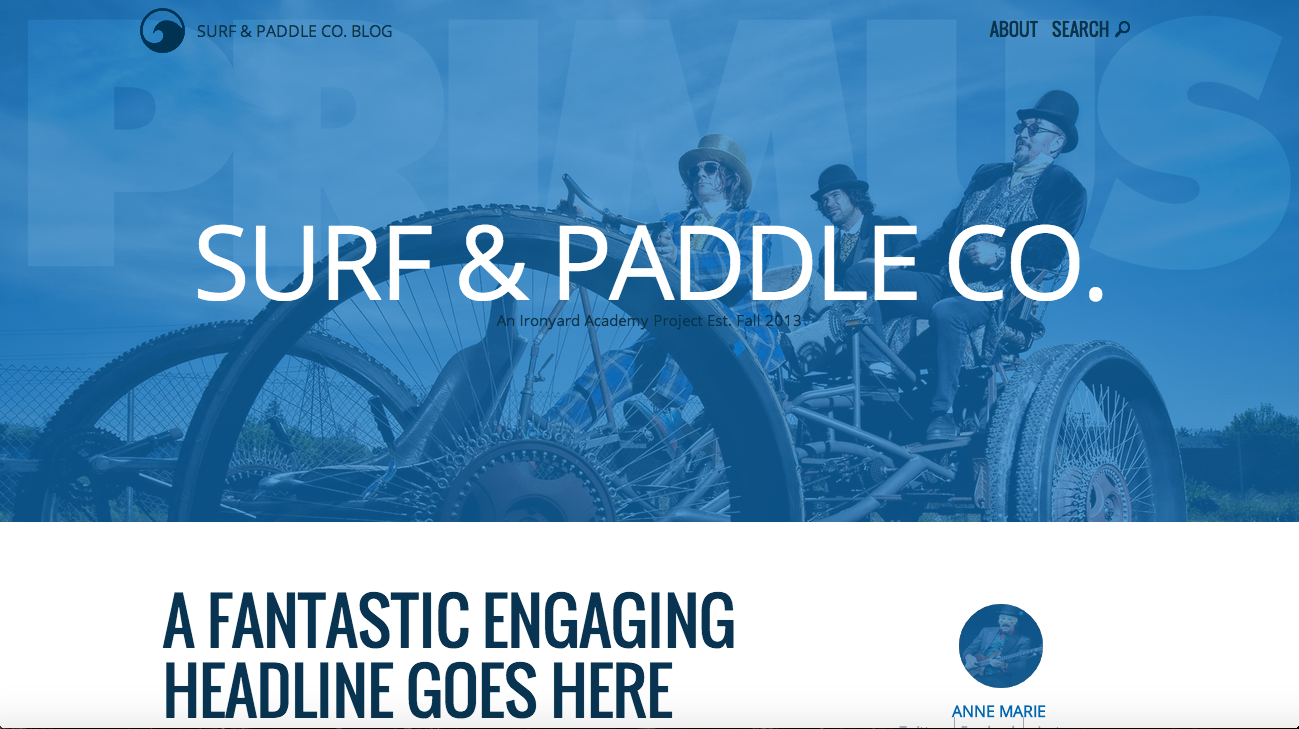 SURF & PADDLE CO. BLOG
ABOUT SEARCH
PRIMUS
SURF & PADDLE CO.
An Ironyard Academy Project Est. Fall 2013
A FANTASTIC ENGAGING
HEADLINE GOES HERE
ANNE MARIE